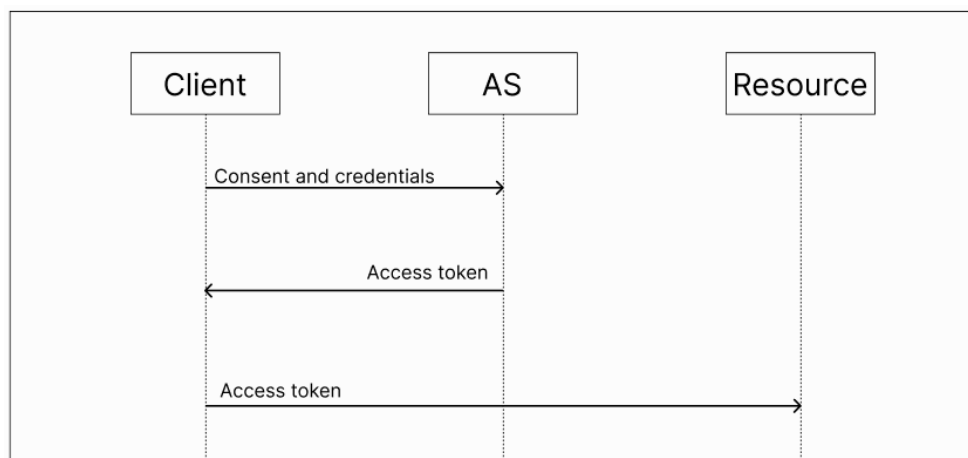 Client
AS
Resource
Consent and credentials
Access token
Access token